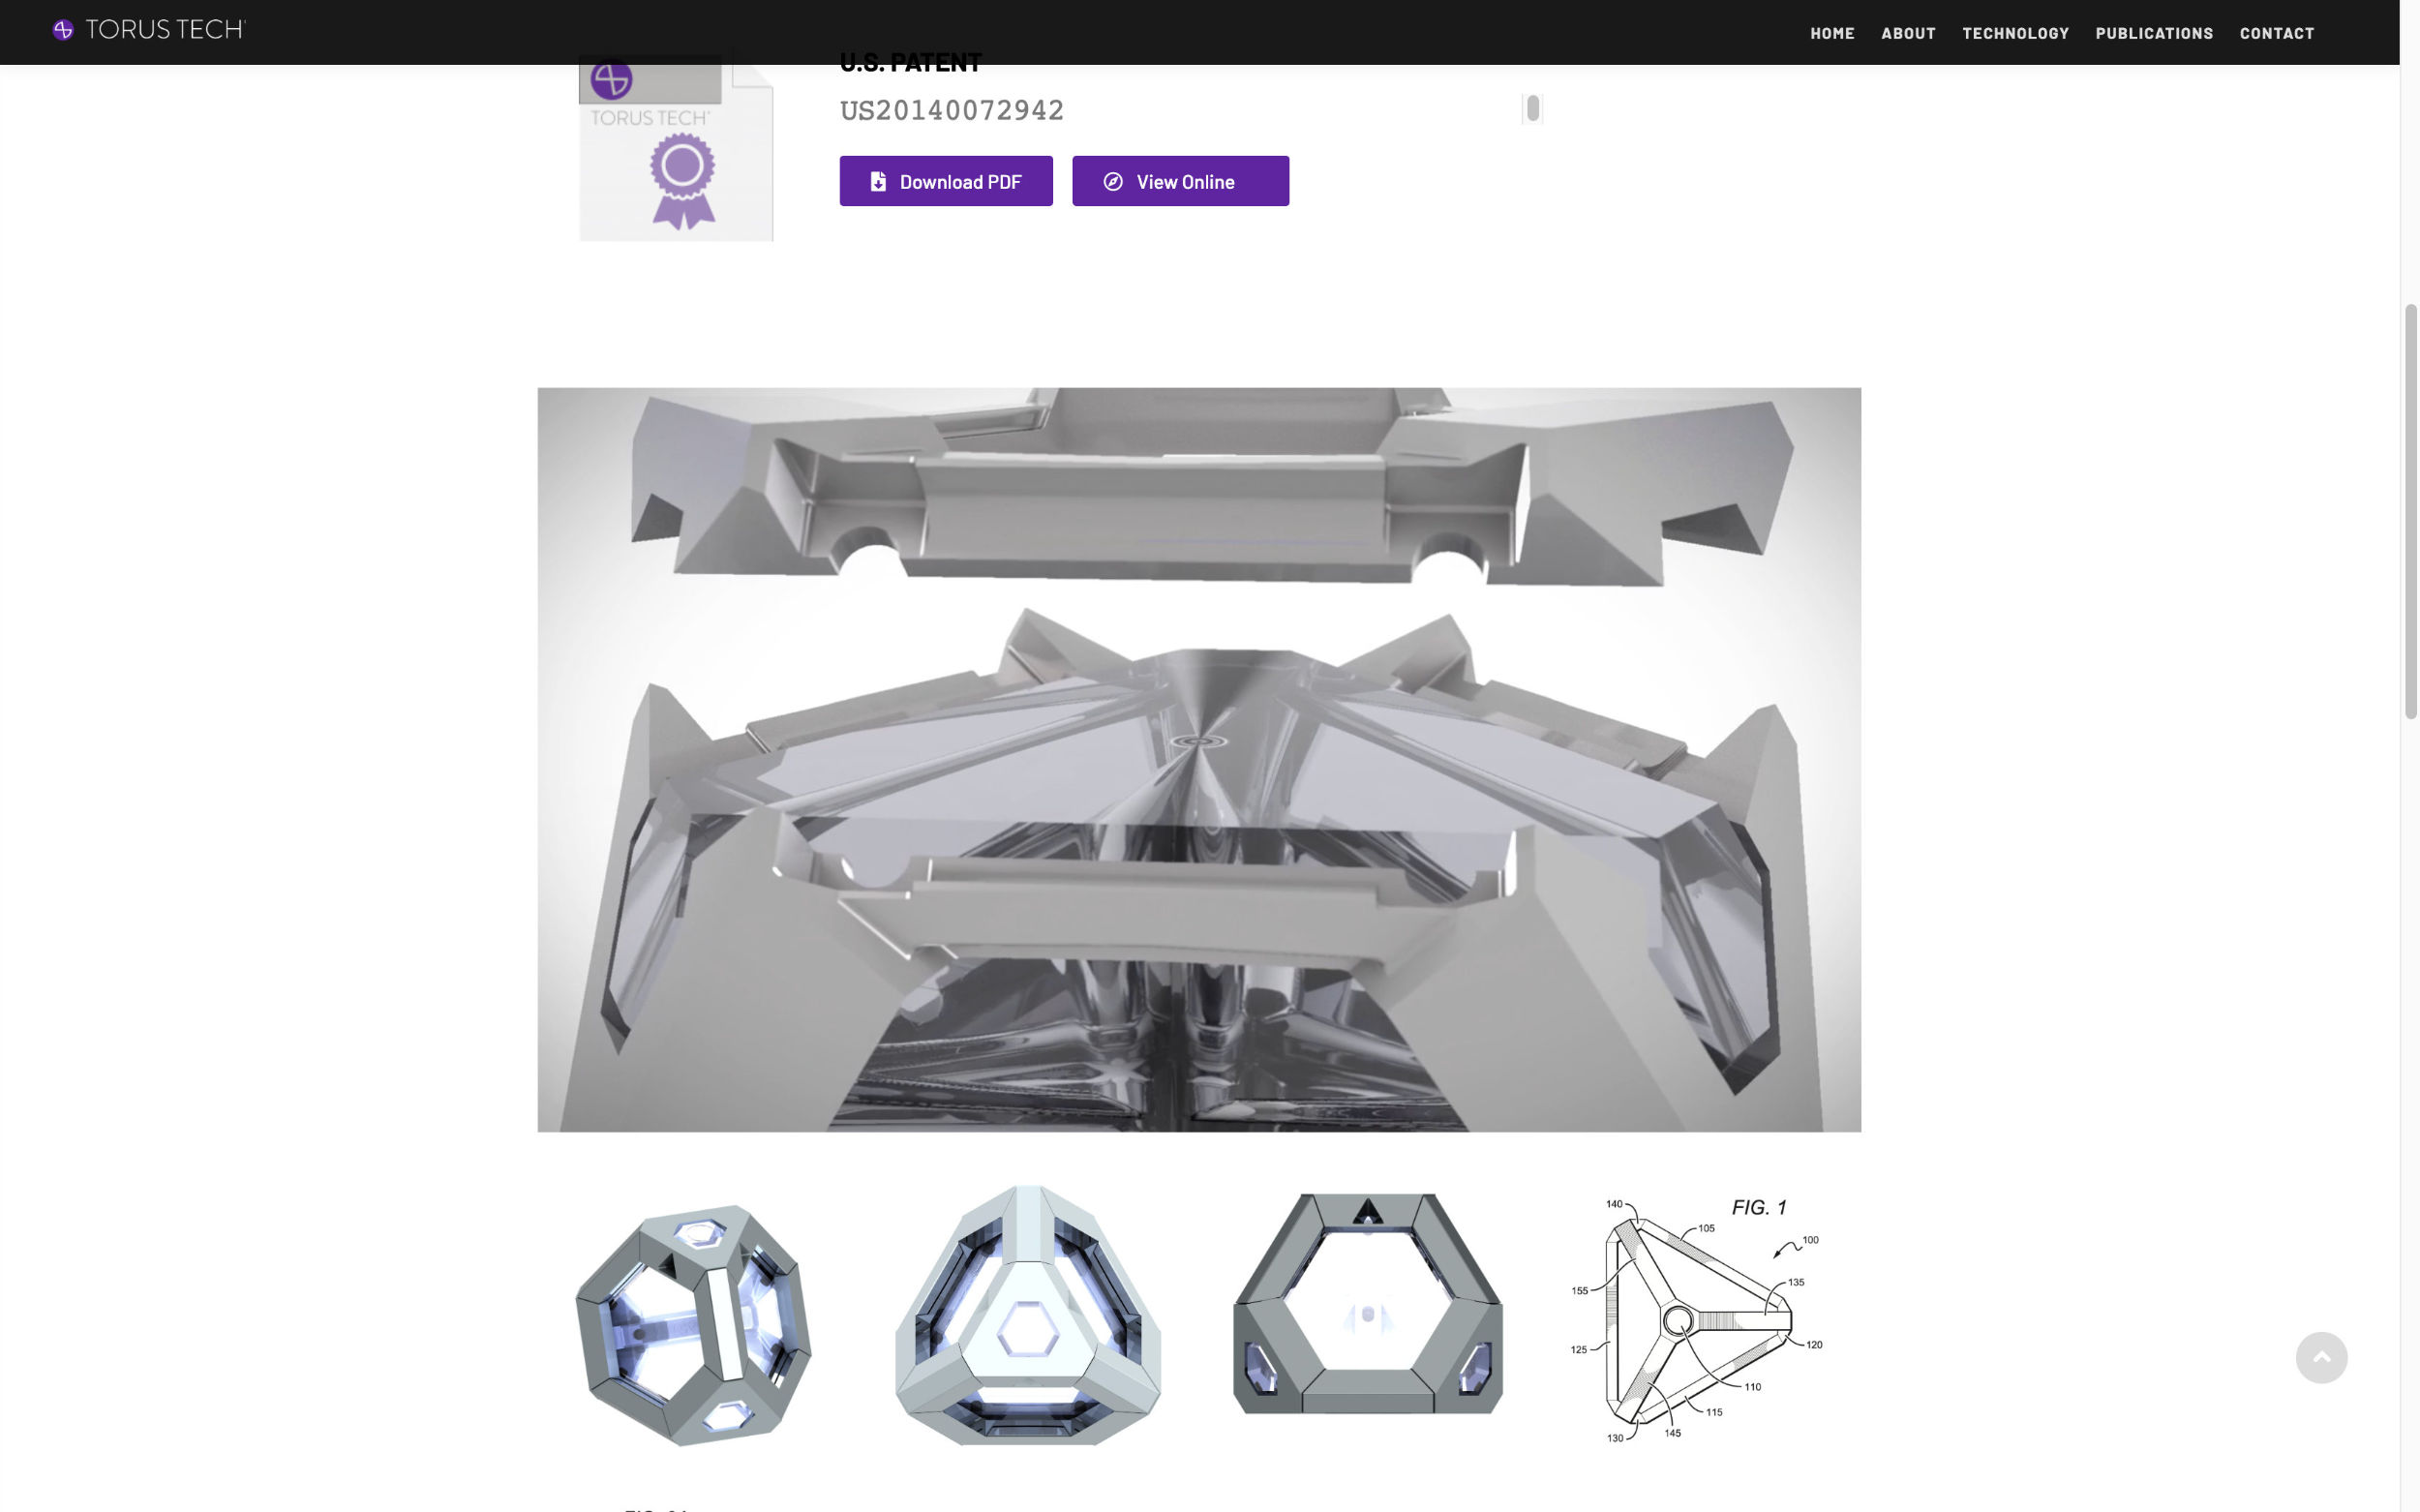 TORUS TECH
HOME ABOUT TECHNOLOGY PUBLICATIONS CONTACT
U.S. PATENT
TORUS TECH
US20140072942
Download PDF View Online
FIG. 1
140
105
100
135
155
125
120
110
115
130
145